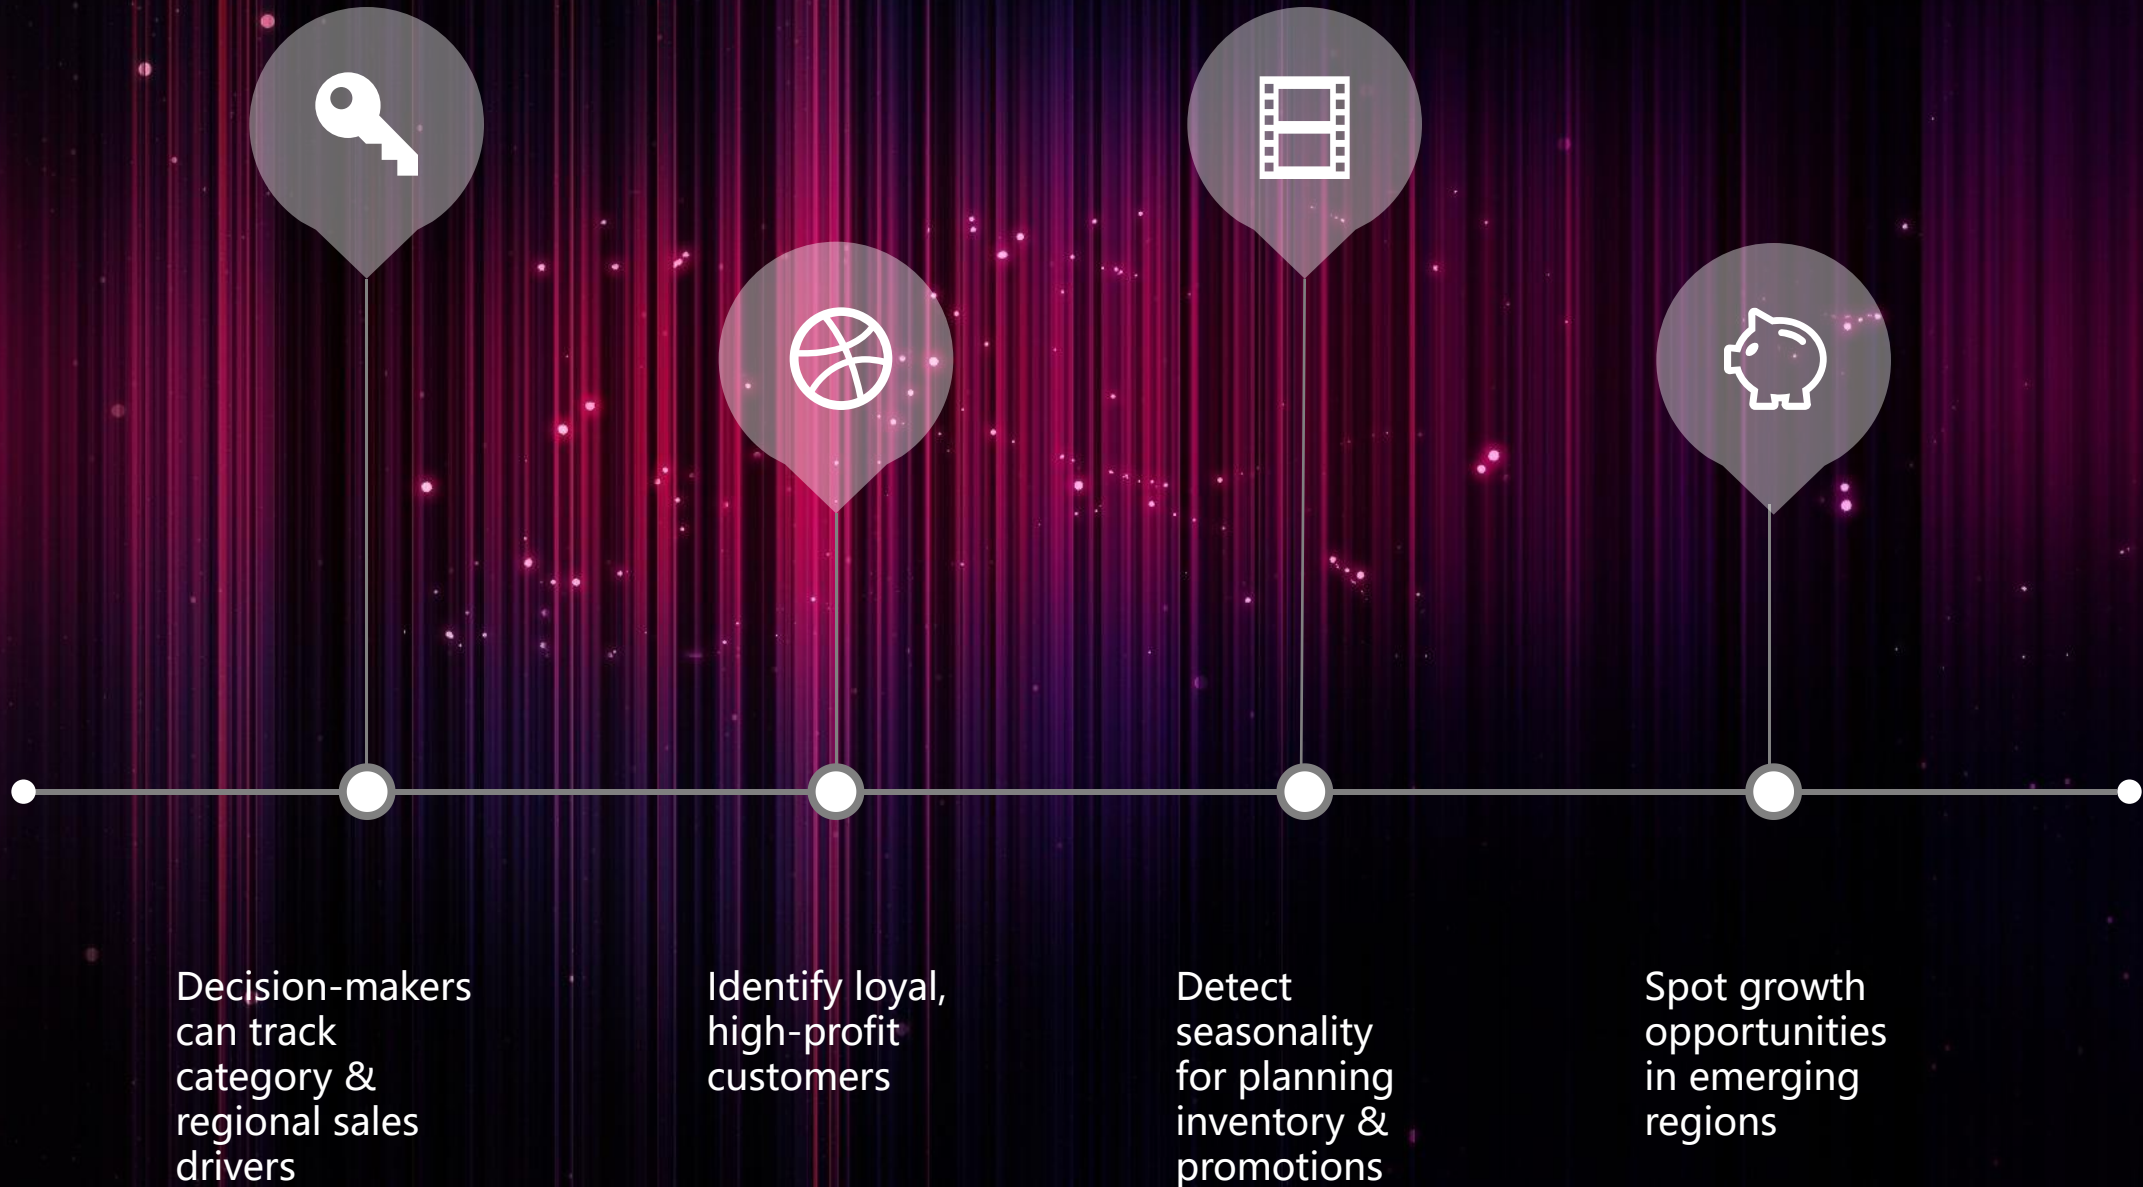 Decision-makers
can track
category &
regional sales
drivers
Identify loyal,
high-profit
customers
Detect
seasonality
for planning
inventory &
promotions
Spot growth
opportunities
in emerging
regions